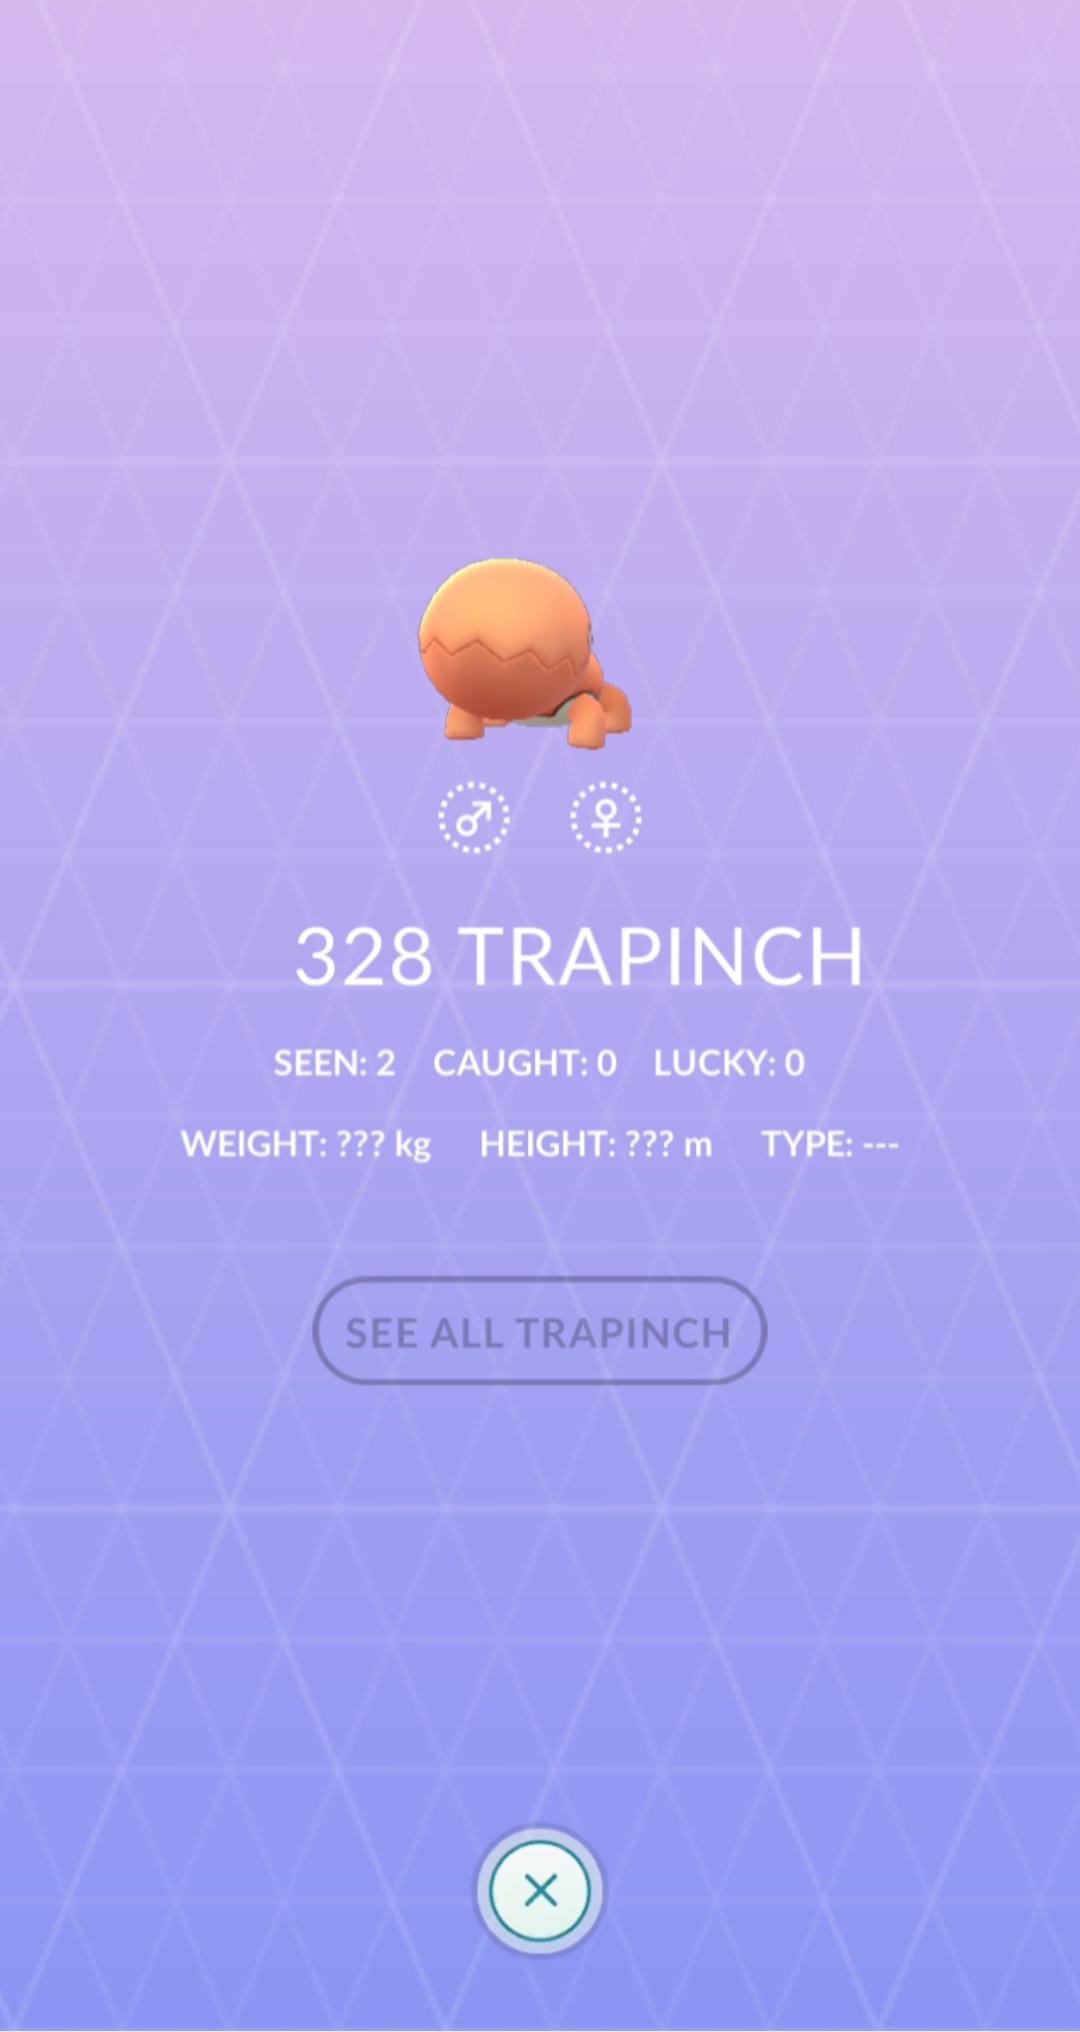 328 TRAPINCH
SEEN: 2 CAUGHT: 0 LUCKY: 0
WEIGHT: ??? kg HEIGHT: ??? m TYPE: ---
SEE ALL TRAPINCH